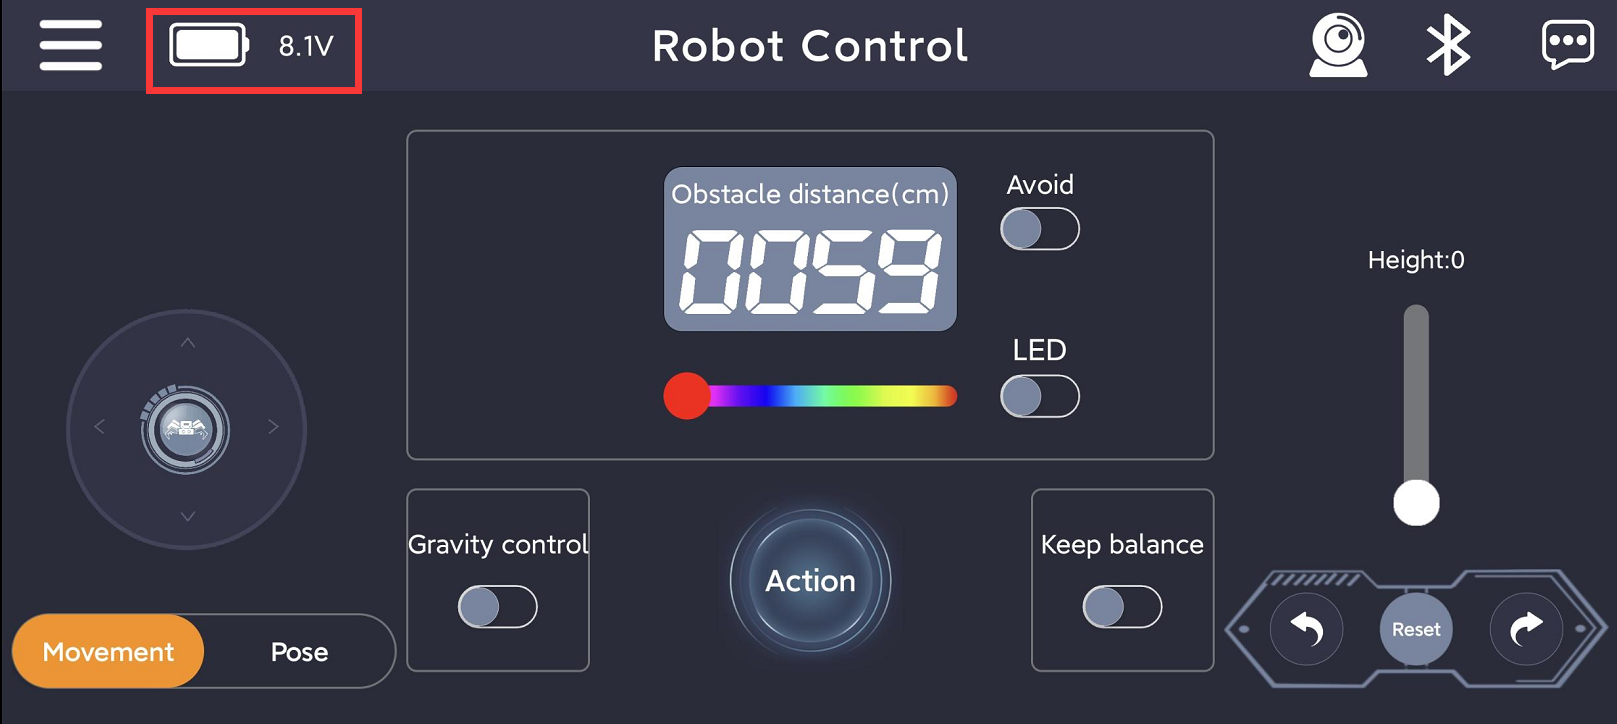 8.1V
Robot Control
Obstacle distance(cm)
0059
Avoid
LED
Height:0
Gravity control
Action
Keep balance
Movement
Pose
Reset